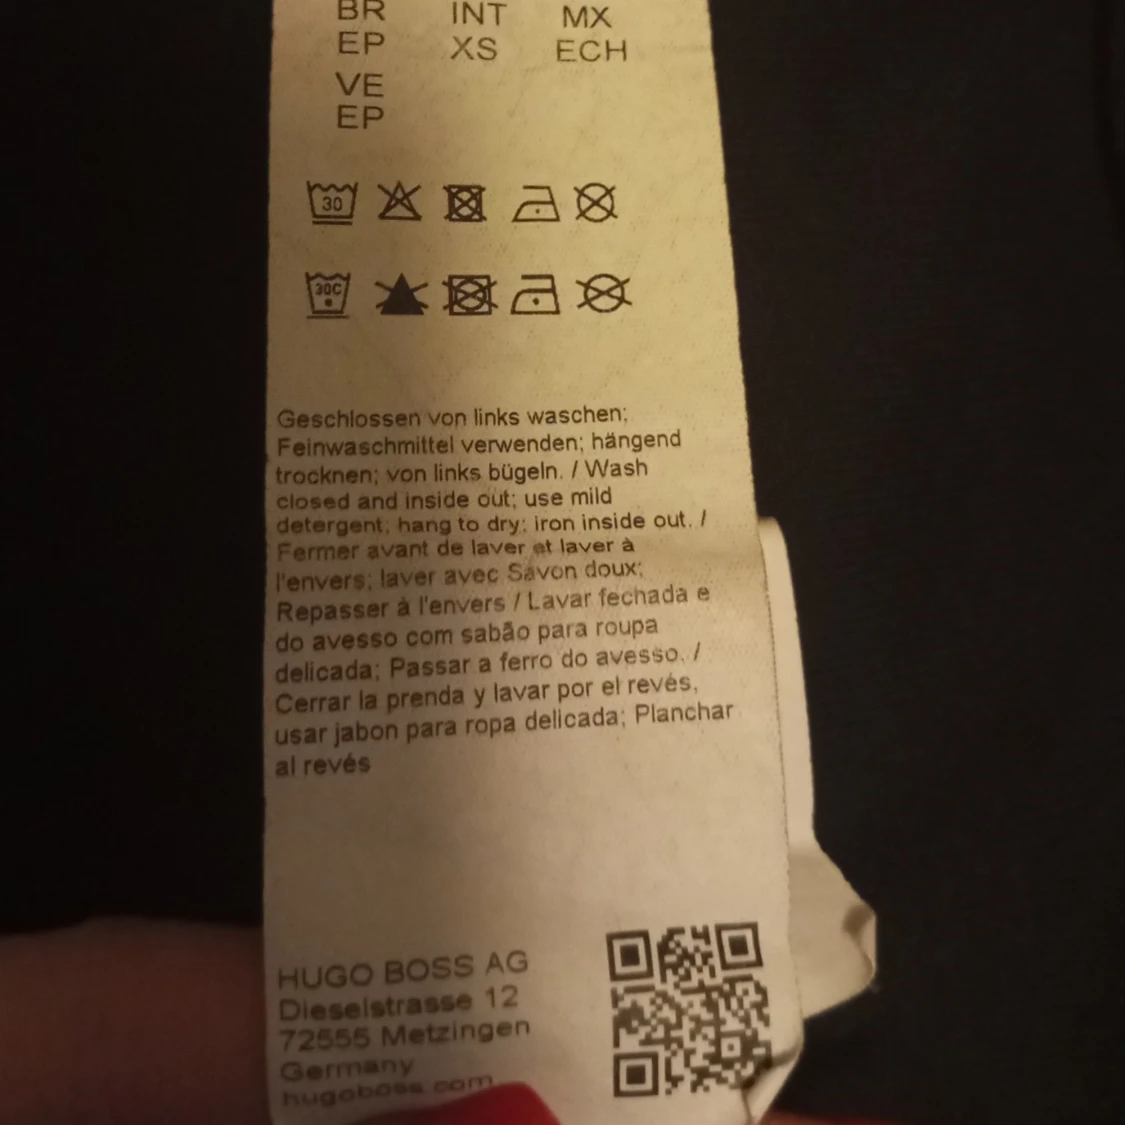 BR INT MX
EP XS ECH
VE
EP
30
30C
Geschlossen von links waschen;
Feinwaschmittel verwenden; hängend
trocknen; von links bügeln. / Wash
closed and inside out; use mild
detergent; hang to dry; iron inside out. /
Fermer avant de laver et laver à
l'envers; laver avec Savon doux;
Repasser à l'envers / Lavar fechada e
do avesso com sabão para roupa
delicada; Passar a ferro do avesso. /
Cerrar la prenda y lavar por el revés,
usar jabon para ropa delicada; Planchar
al revés
HUGO BOSS AG
Dieselstrasse 12
72555 Metzingen
Germany
hugoboss.com